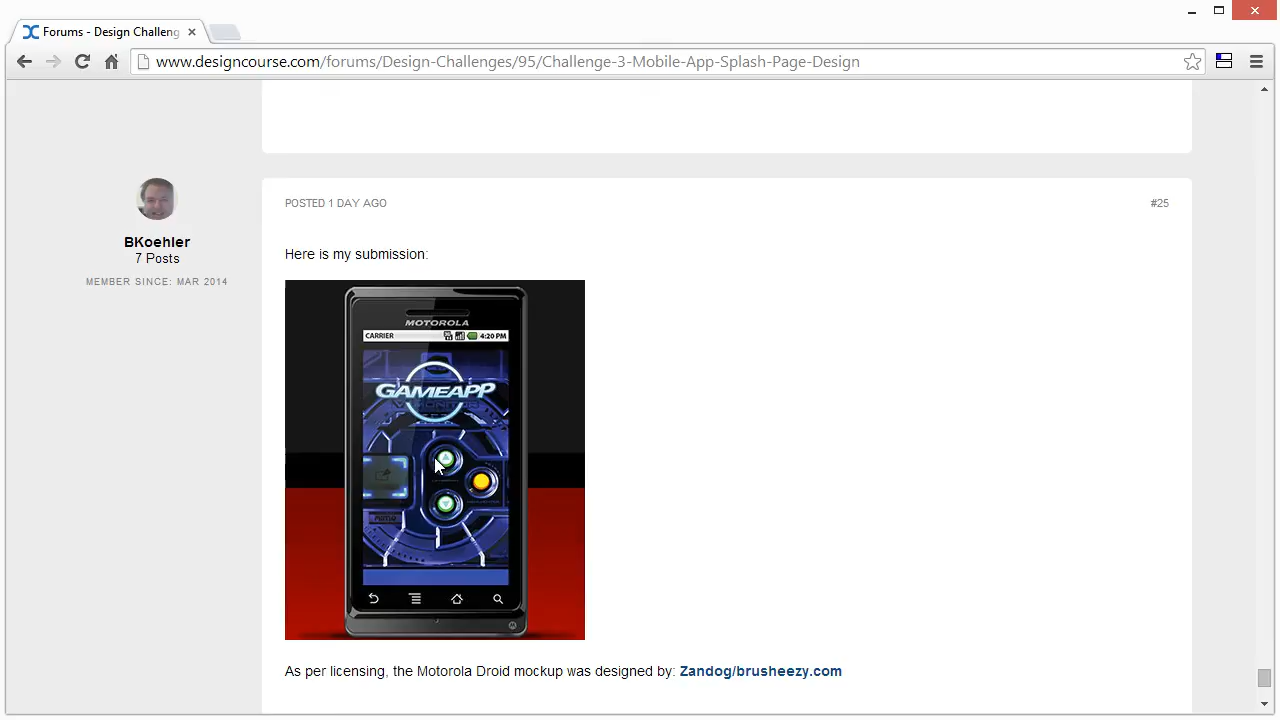 Forums - Design Challeng
www.designcourse.com/forums/Design-Challenges/95/Challenge-3-Mobile-App-Splash-Page-Design
POSTED 1 DAY AGO
#25
BKoehler
7 Posts
MEMBER SINCE: MAR 2014
Here is my submission:
MOTOROLA
CARRIER
4:20 PM
GAMEAPP
As per licensing, the Motorola Droid mockup was designed by: Zandog/brusheezy.com